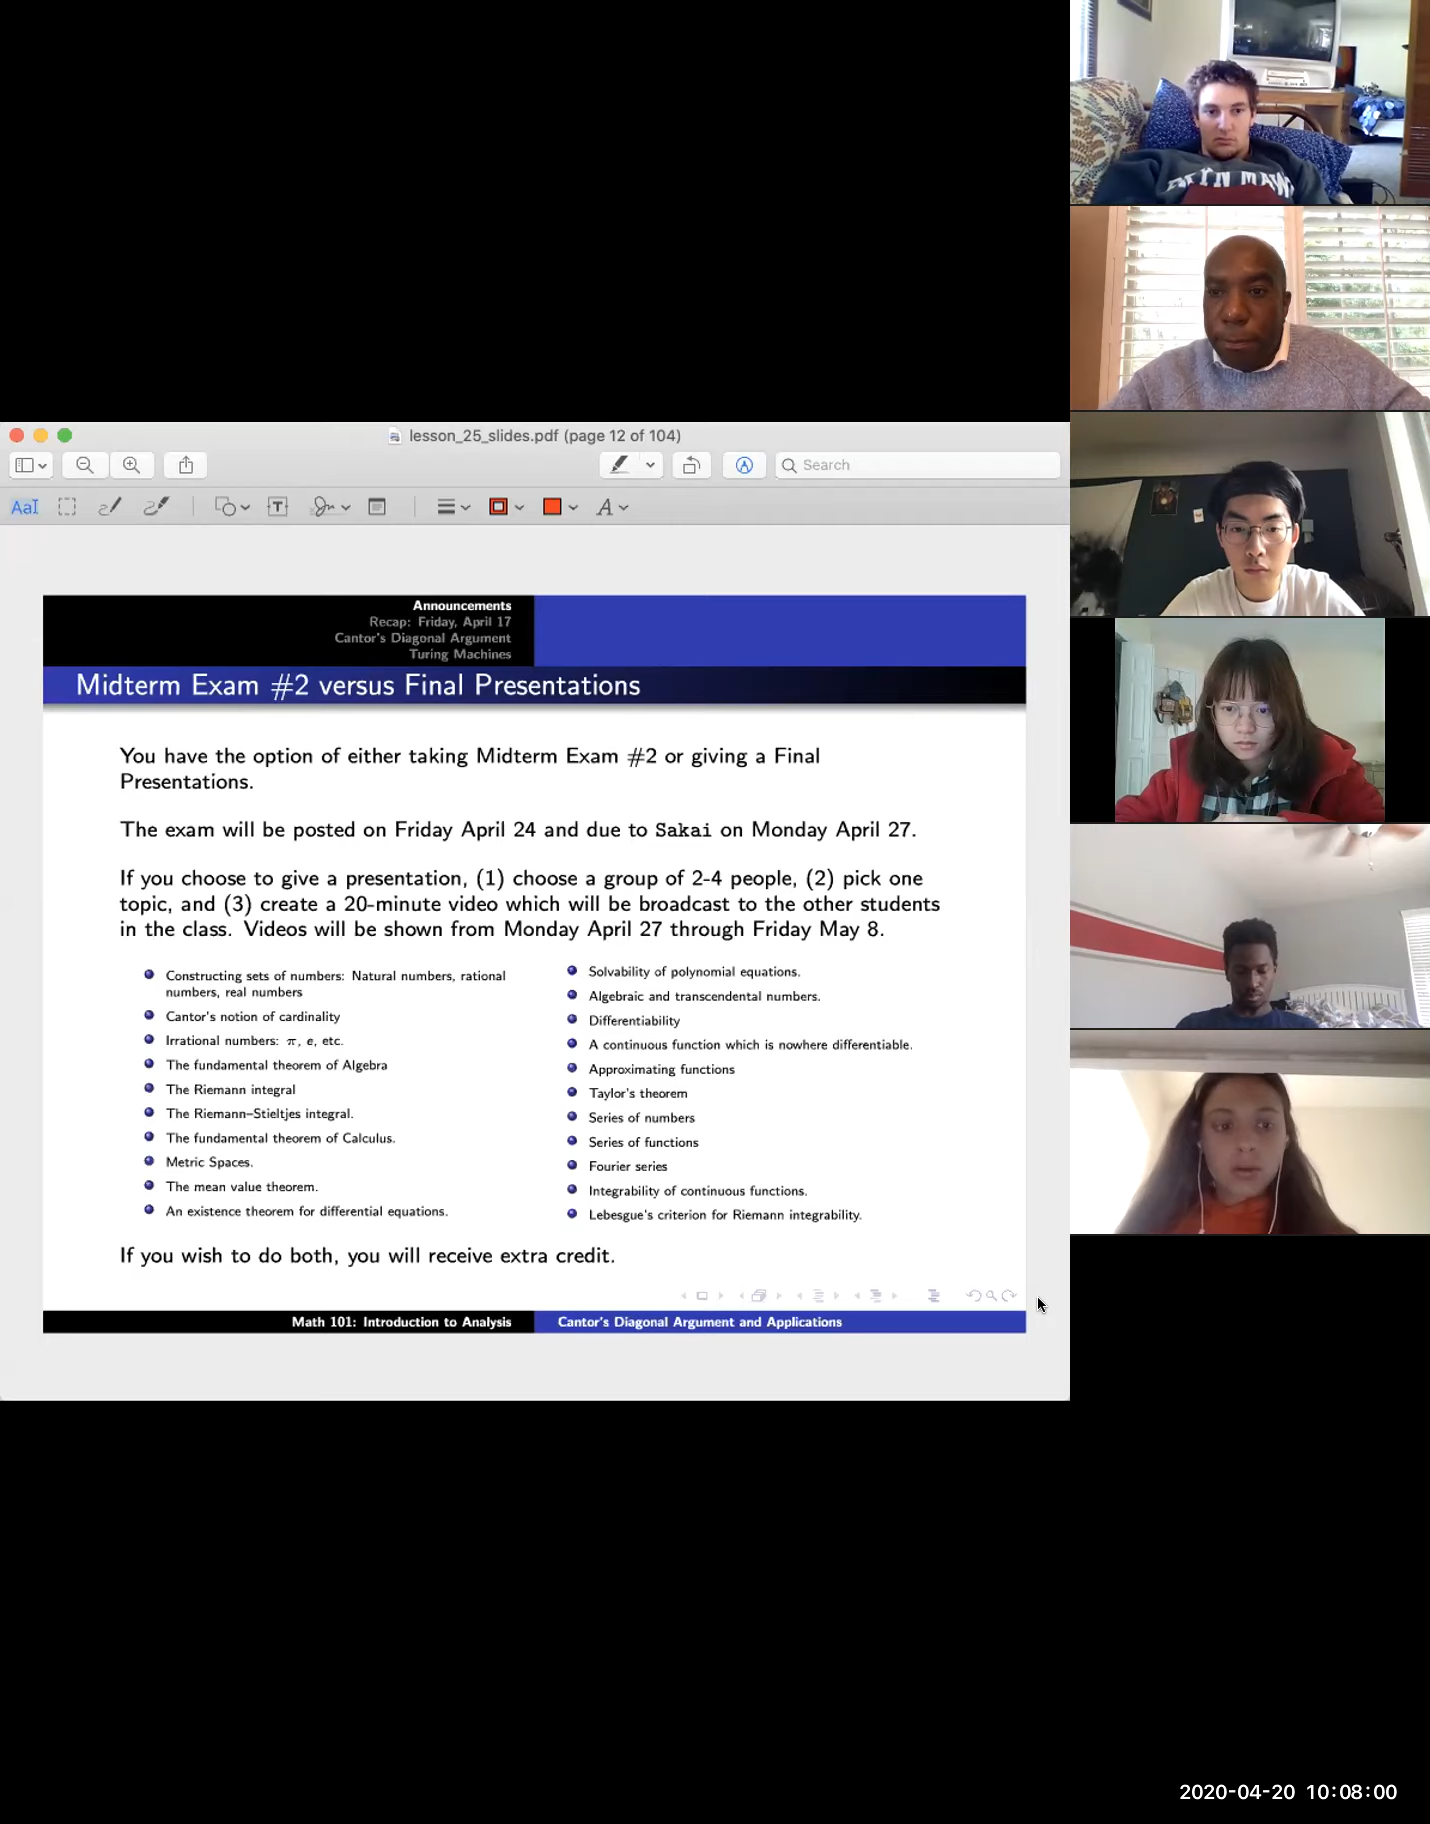 lesson_25_slides.pdf (page 12 of 104)
Search
AaI
T
A
Announcements
Recap: Friday, April 17
Cantor's Diagonal Argument
Turing Machines
Midterm Exam #2 versus Final Presentations
You have the option of either taking Midterm Exam #2 or giving a Final
Presentations.
The exam will be posted on Friday April 24 and due to Sakai on Monday April 27.
If you choose to give a presentation, (1) choose a group of 2-4 people, (2) pick one
topic, and (3) create a 20-minute video which will be broadcast to the other students
in the class. Videos will be shown from Monday April 27 through Friday May 8.
Constructing sets of numbers: Natural numbers, rational
numbers, real numbers
Cantor's notion of cardinality
Irrational numbers: π, e, etc.
The fundamental theorem of Algebra
The Riemann integral
The Riemann–Stieltjes integral.
The fundamental theorem of Calculus.
Metric Spaces.
The mean value theorem.
An existence theorem for differential equations.
Solvability of polynomial equations.
Algebraic and transcendental numbers.
Differentiability
A continuous function which is nowhere differentiable.
Approximating functions
Taylor's theorem
Series of numbers
Series of functions
Fourier series
Integrability of continuous functions.
Lebesgue's criterion for Riemann integrability.
If you wish to do both, you will receive extra credit.
Math 101: Introduction to Analysis
Cantor's Diagonal Argument and Applications
2020-04-20 10:08:00